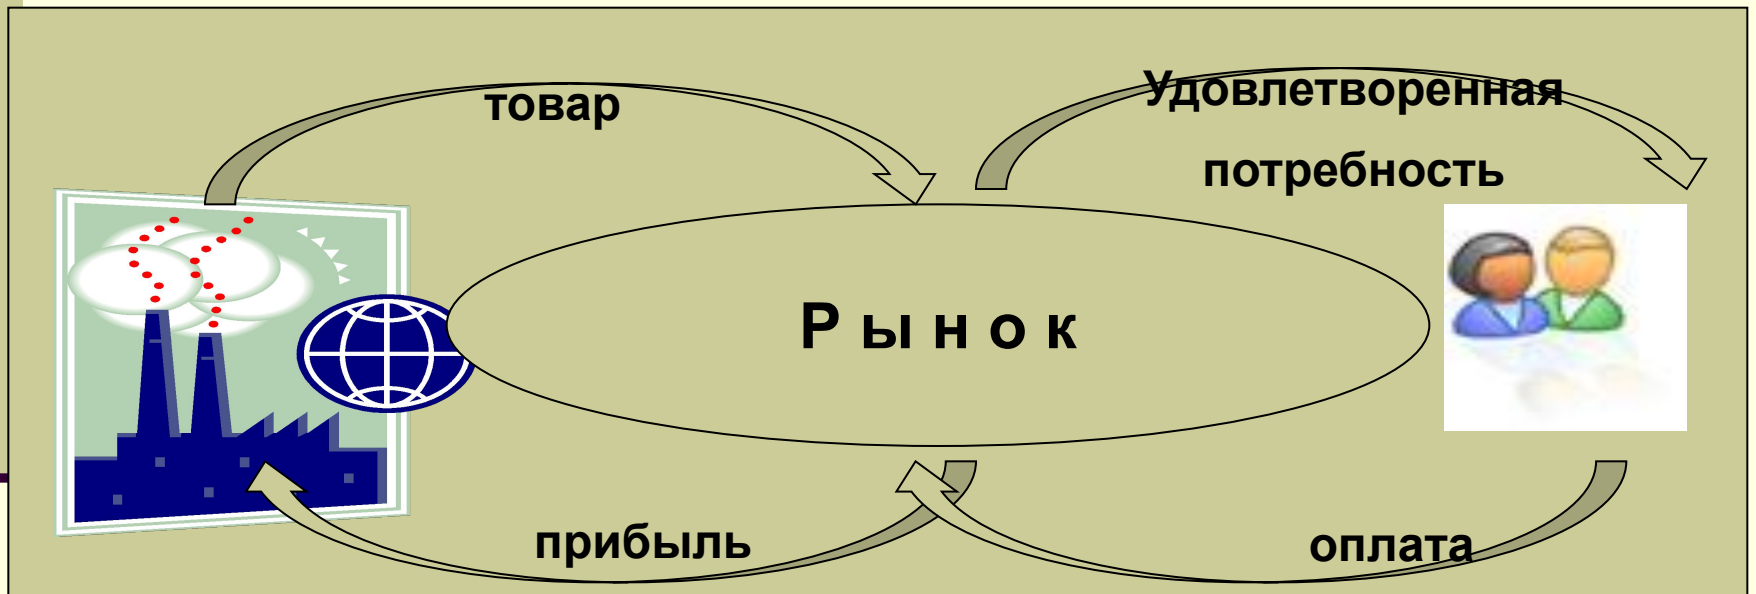 товар
Удовлетворенная
потребность
Р ы н о к
прибыль
оплата